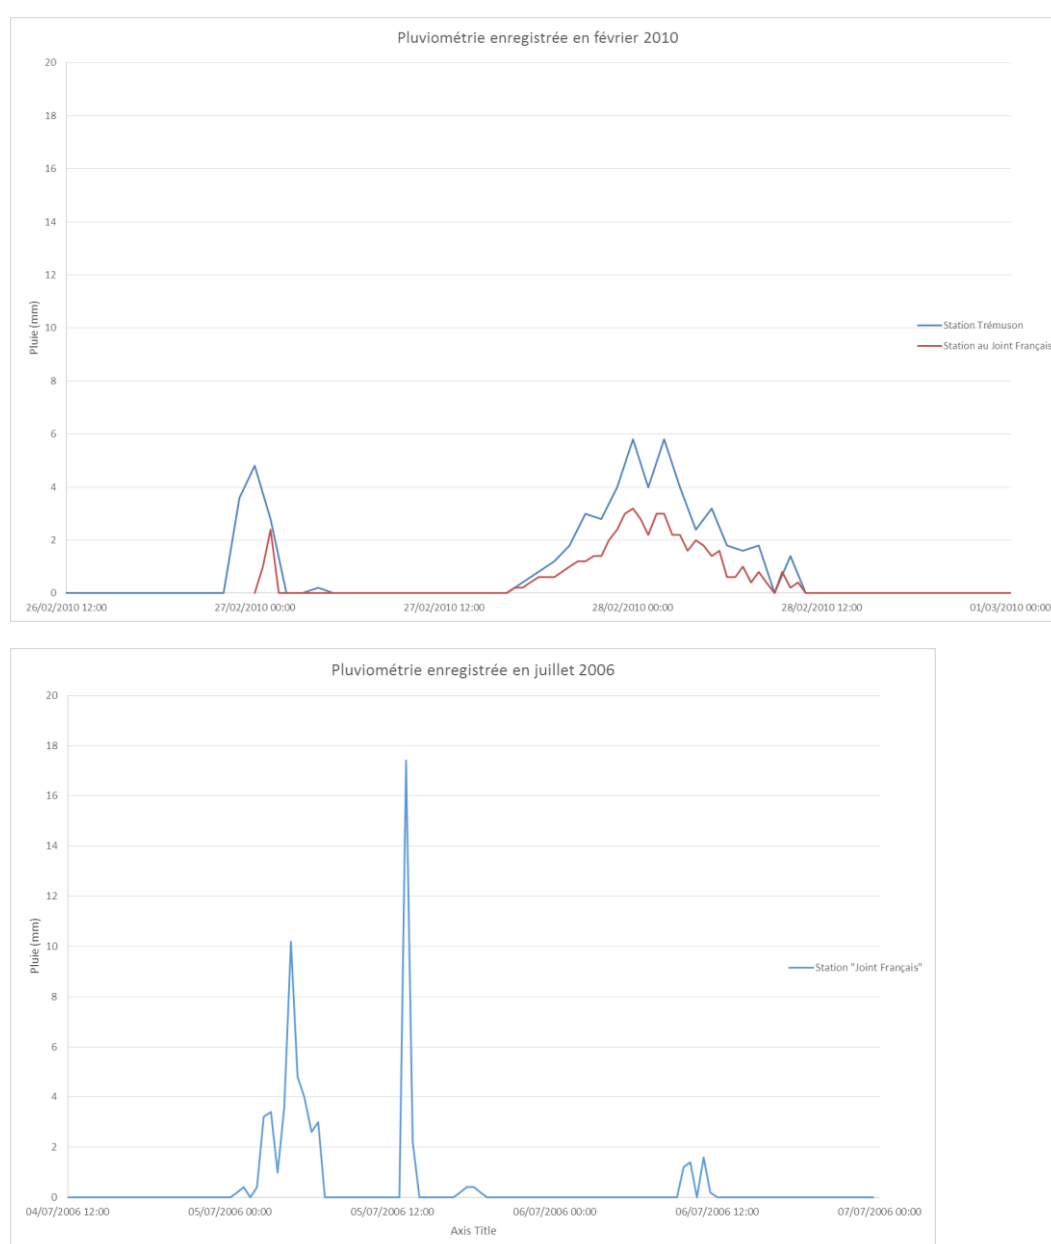 Pluviométrie enregistrée en février 2010
20
18
16
14
12
10
8
6
4
2
0
Pluie (mm)
Station Trémuson
Station au Joint Français
26/02/2010 12:00 27/02/2010 00:00 27/02/2010 12:00 28/02/2010 00:00 28/02/2010 12:00 01/03/2010 00:00
Pluviométrie enregistrée en juillet 2006
20
18
16
14
12
10
8
6
4
2
0
Pluie (mm)
Station "Joint Français"
04/07/2006 12:00 05/07/2006 00:00 05/07/2006 12:00 06/07/2006 00:00 06/07/2006 12:00 07/07/2006 00:00
Axis Title